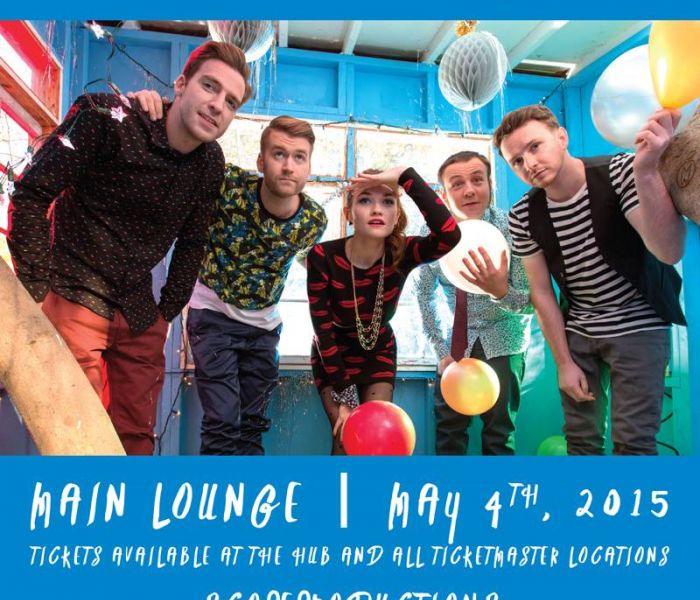 MAIN LOUNGE | MAY 4TH, 2015
TICKETS AVAILABLE AT THE HUB AND ALL TICKETMASTER LOCATIONS